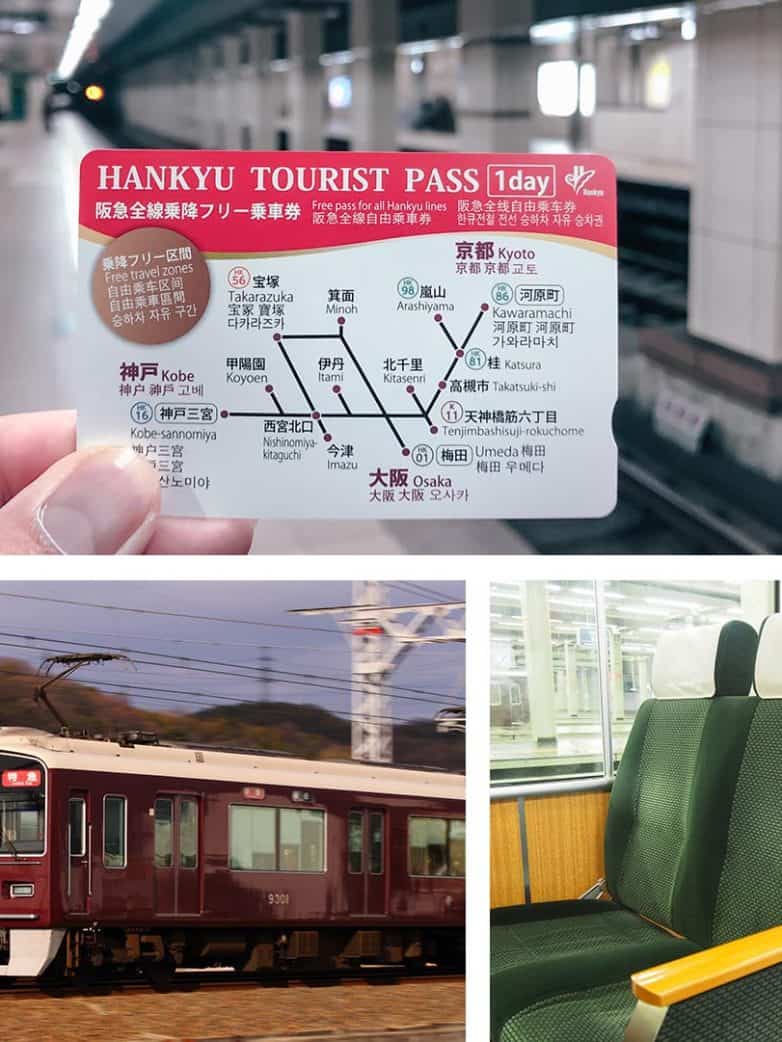 HANKYU TOURIST PASS 1day
Hankyu
阪急全線乗降フリー乗車券
Free pass for all Hankyu lines
阪急全線自由乘車券
阪急全线自由乘车券
한큐전철 전선 승하차 자유 승차권
乗降フリー区間
Free travel zones
自由乘车区间
自由乘車區間
승하차 자유 구간
京都 Kyoto
京都 京都 교토
HK 56 宝塚
Takarazuka
宝冢 寶塚
다카라즈카
箕面
Minoh
HK 98 嵐山
Arashiyama
HK 86 河原町
Kawaramachi
河原町 河原町
가와라마치
神戸 Kobe
神户 神戶 고베
甲陽園
Koyoen
伊丹
Itami
北千里
Kitasenri
HK 81 桂 Katsura
高槻市 Takatsuki-shi
HK 16 神戸三宮
Kobe-sannomiya
神户三宮
三宮
산노미야
西宮北口
Nishinomiya-
kitaguchi
今津
Imazu
K 11 天神橋筋六丁目
Tenjimbashisuji-rokuchome
HK 01 梅田 Umeda 梅田
梅田 우메다
大阪 Osaka
大阪 大阪 오사카
特急
9301